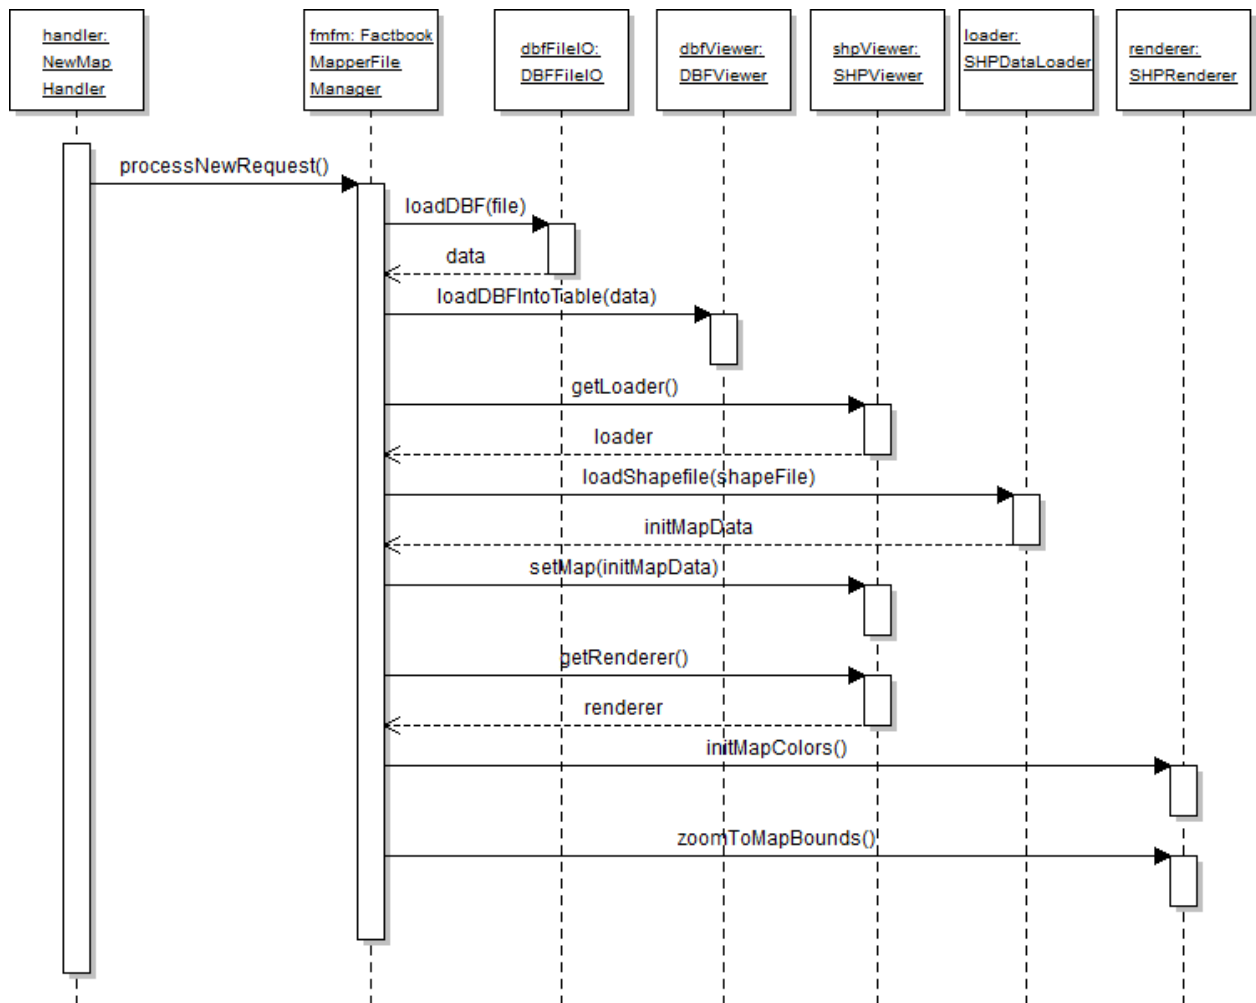 handler:
NewMap
Handler
fmfm: Factbook
MapperFile
Manager
dbfFileIO:
DBFFileIO
dbfViewer:
DBFViewer
shpViewer:
SHPViewer
loader:
SHPDataLoader
renderer:
SHPRenderer
processNewRequest()
loadDBF(file)
data
loadDBFIntoTable(data)
getLoader()
loader
loadShapefile(shapeFile)
initMapData
setMap(initMapData)
getRenderer()
renderer
initMapColors()
zoomToMapBounds()